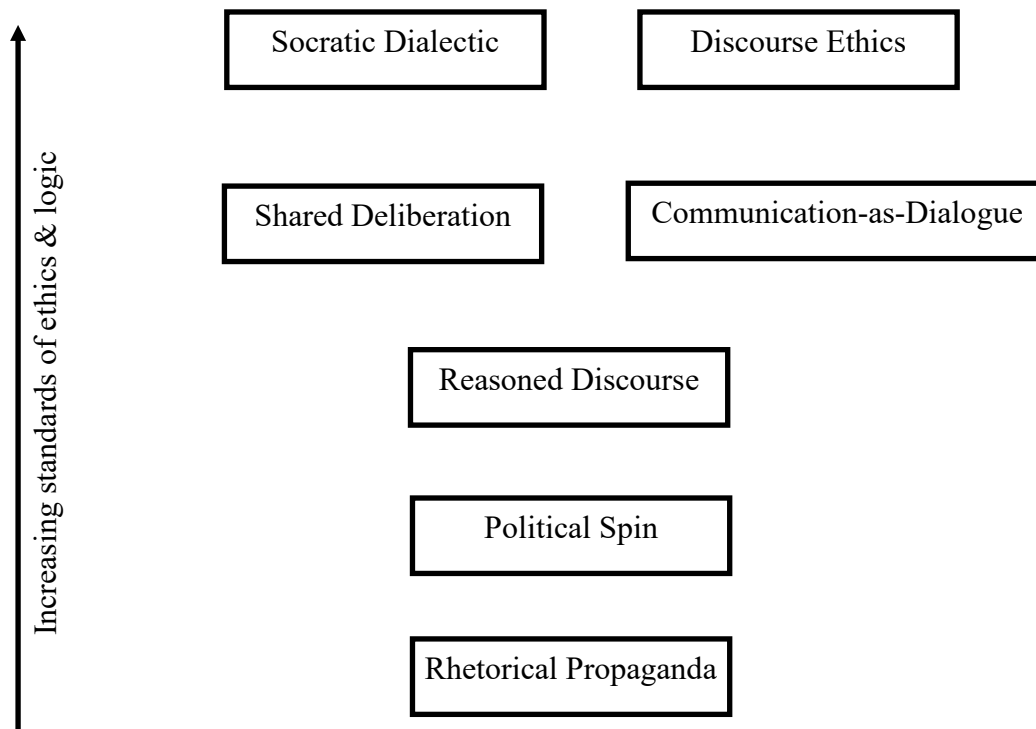 Socratic Dialectic
Discourse Ethics
Shared Deliberation
Communication-as-Dialogue
Reasoned Discourse
Political Spin
Rhetorical Propaganda
Increasing standards of ethics & logic